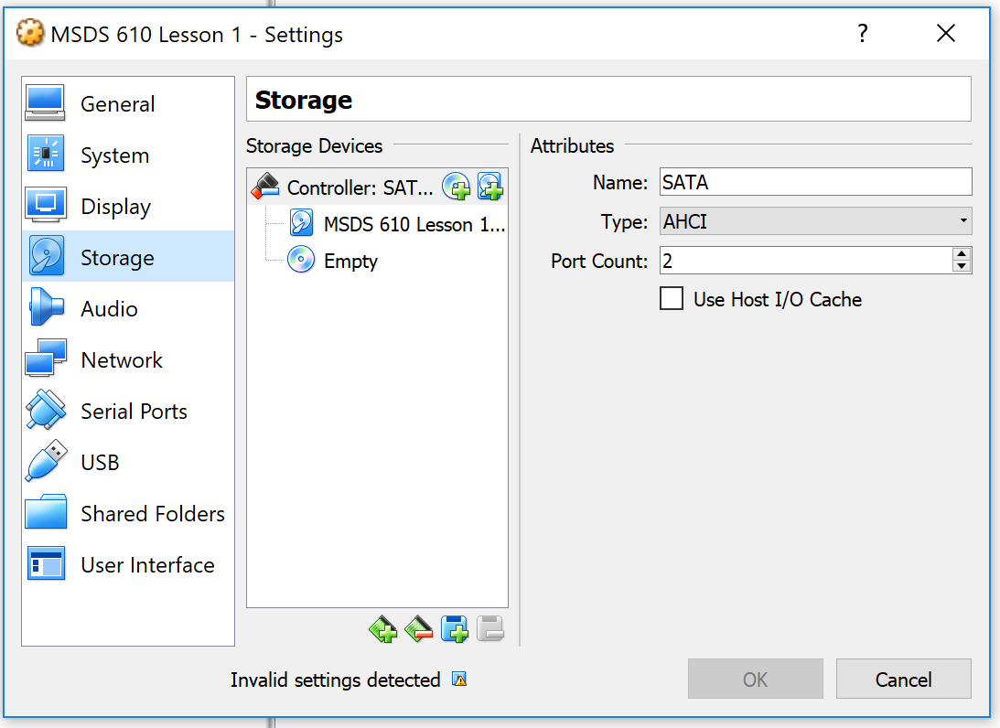 MSDS 610 Lesson 1 - Settings
?
General
System
Display
Storage
Audio
Network
Serial Ports
USB
Shared Folders
User Interface
Storage
Storage Devices
Controller: SAT...
MSDS 610 Lesson 1...
Empty
Attributes
Name: SATA
Type: AHCI
Port Count: 2
Use Host I/O Cache
Invalid settings detected
OK
Cancel